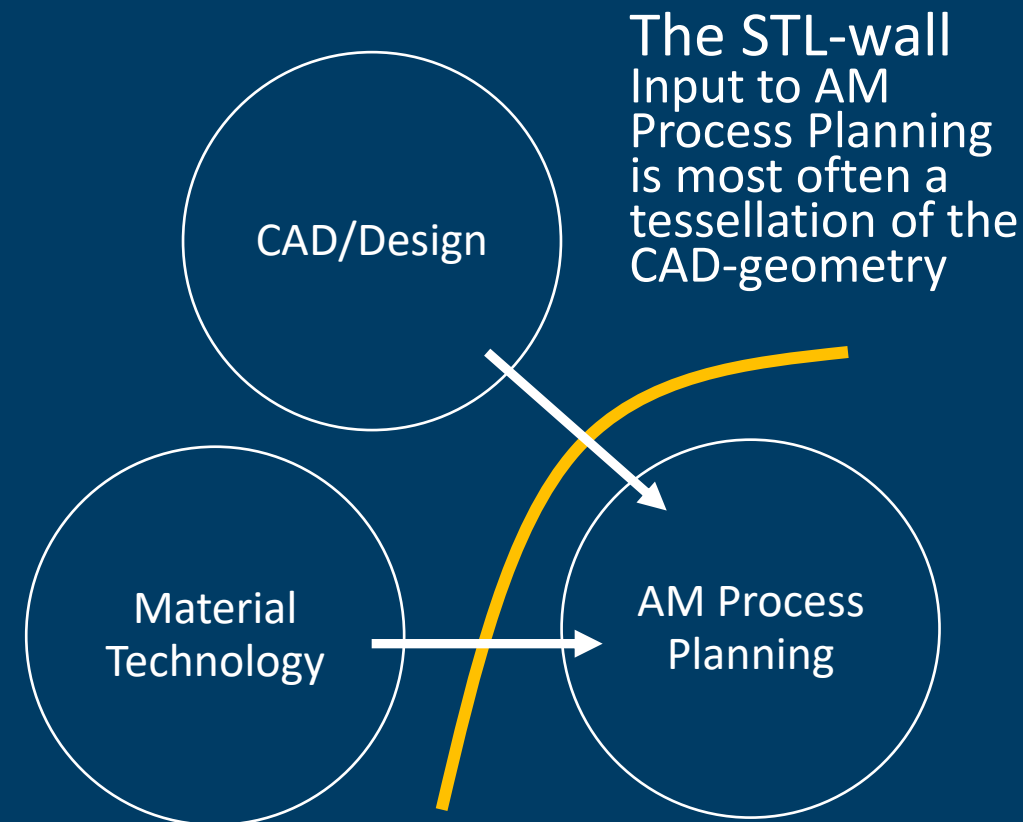 The STL-wall
Input to AM
Process Planning
is most often a
tessellation of the
CAD-geometry
CAD/Design
Material
Technology
AM Process
Planning